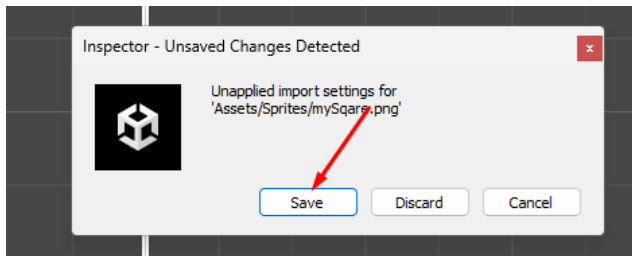 Inspector - Unsaved Changes Detected
x
Unapplied import settings for
'Assets/Sprites/mySqare.png'
Save
Discard
Cancel